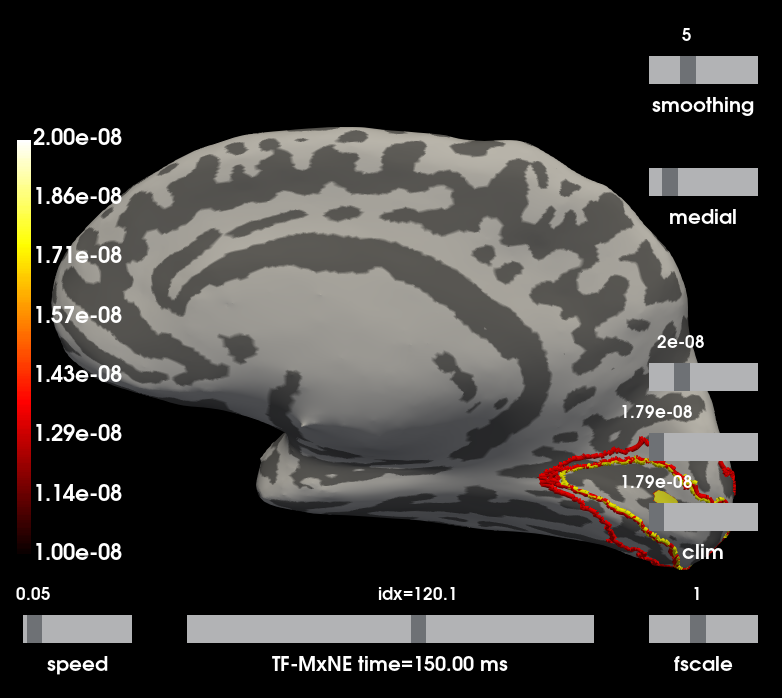 5
smoothing
2.00e-08
1.86e-08
medial
1.71e-08
1.57e-08
2e-08
1.43e-08
1.79e-08
1.29e-08
1.79e-08
1.14e-08
1.00e-08
clim
0.05
idx=120.1
1
speed
TF-MxNE time=150.00 ms
fscale